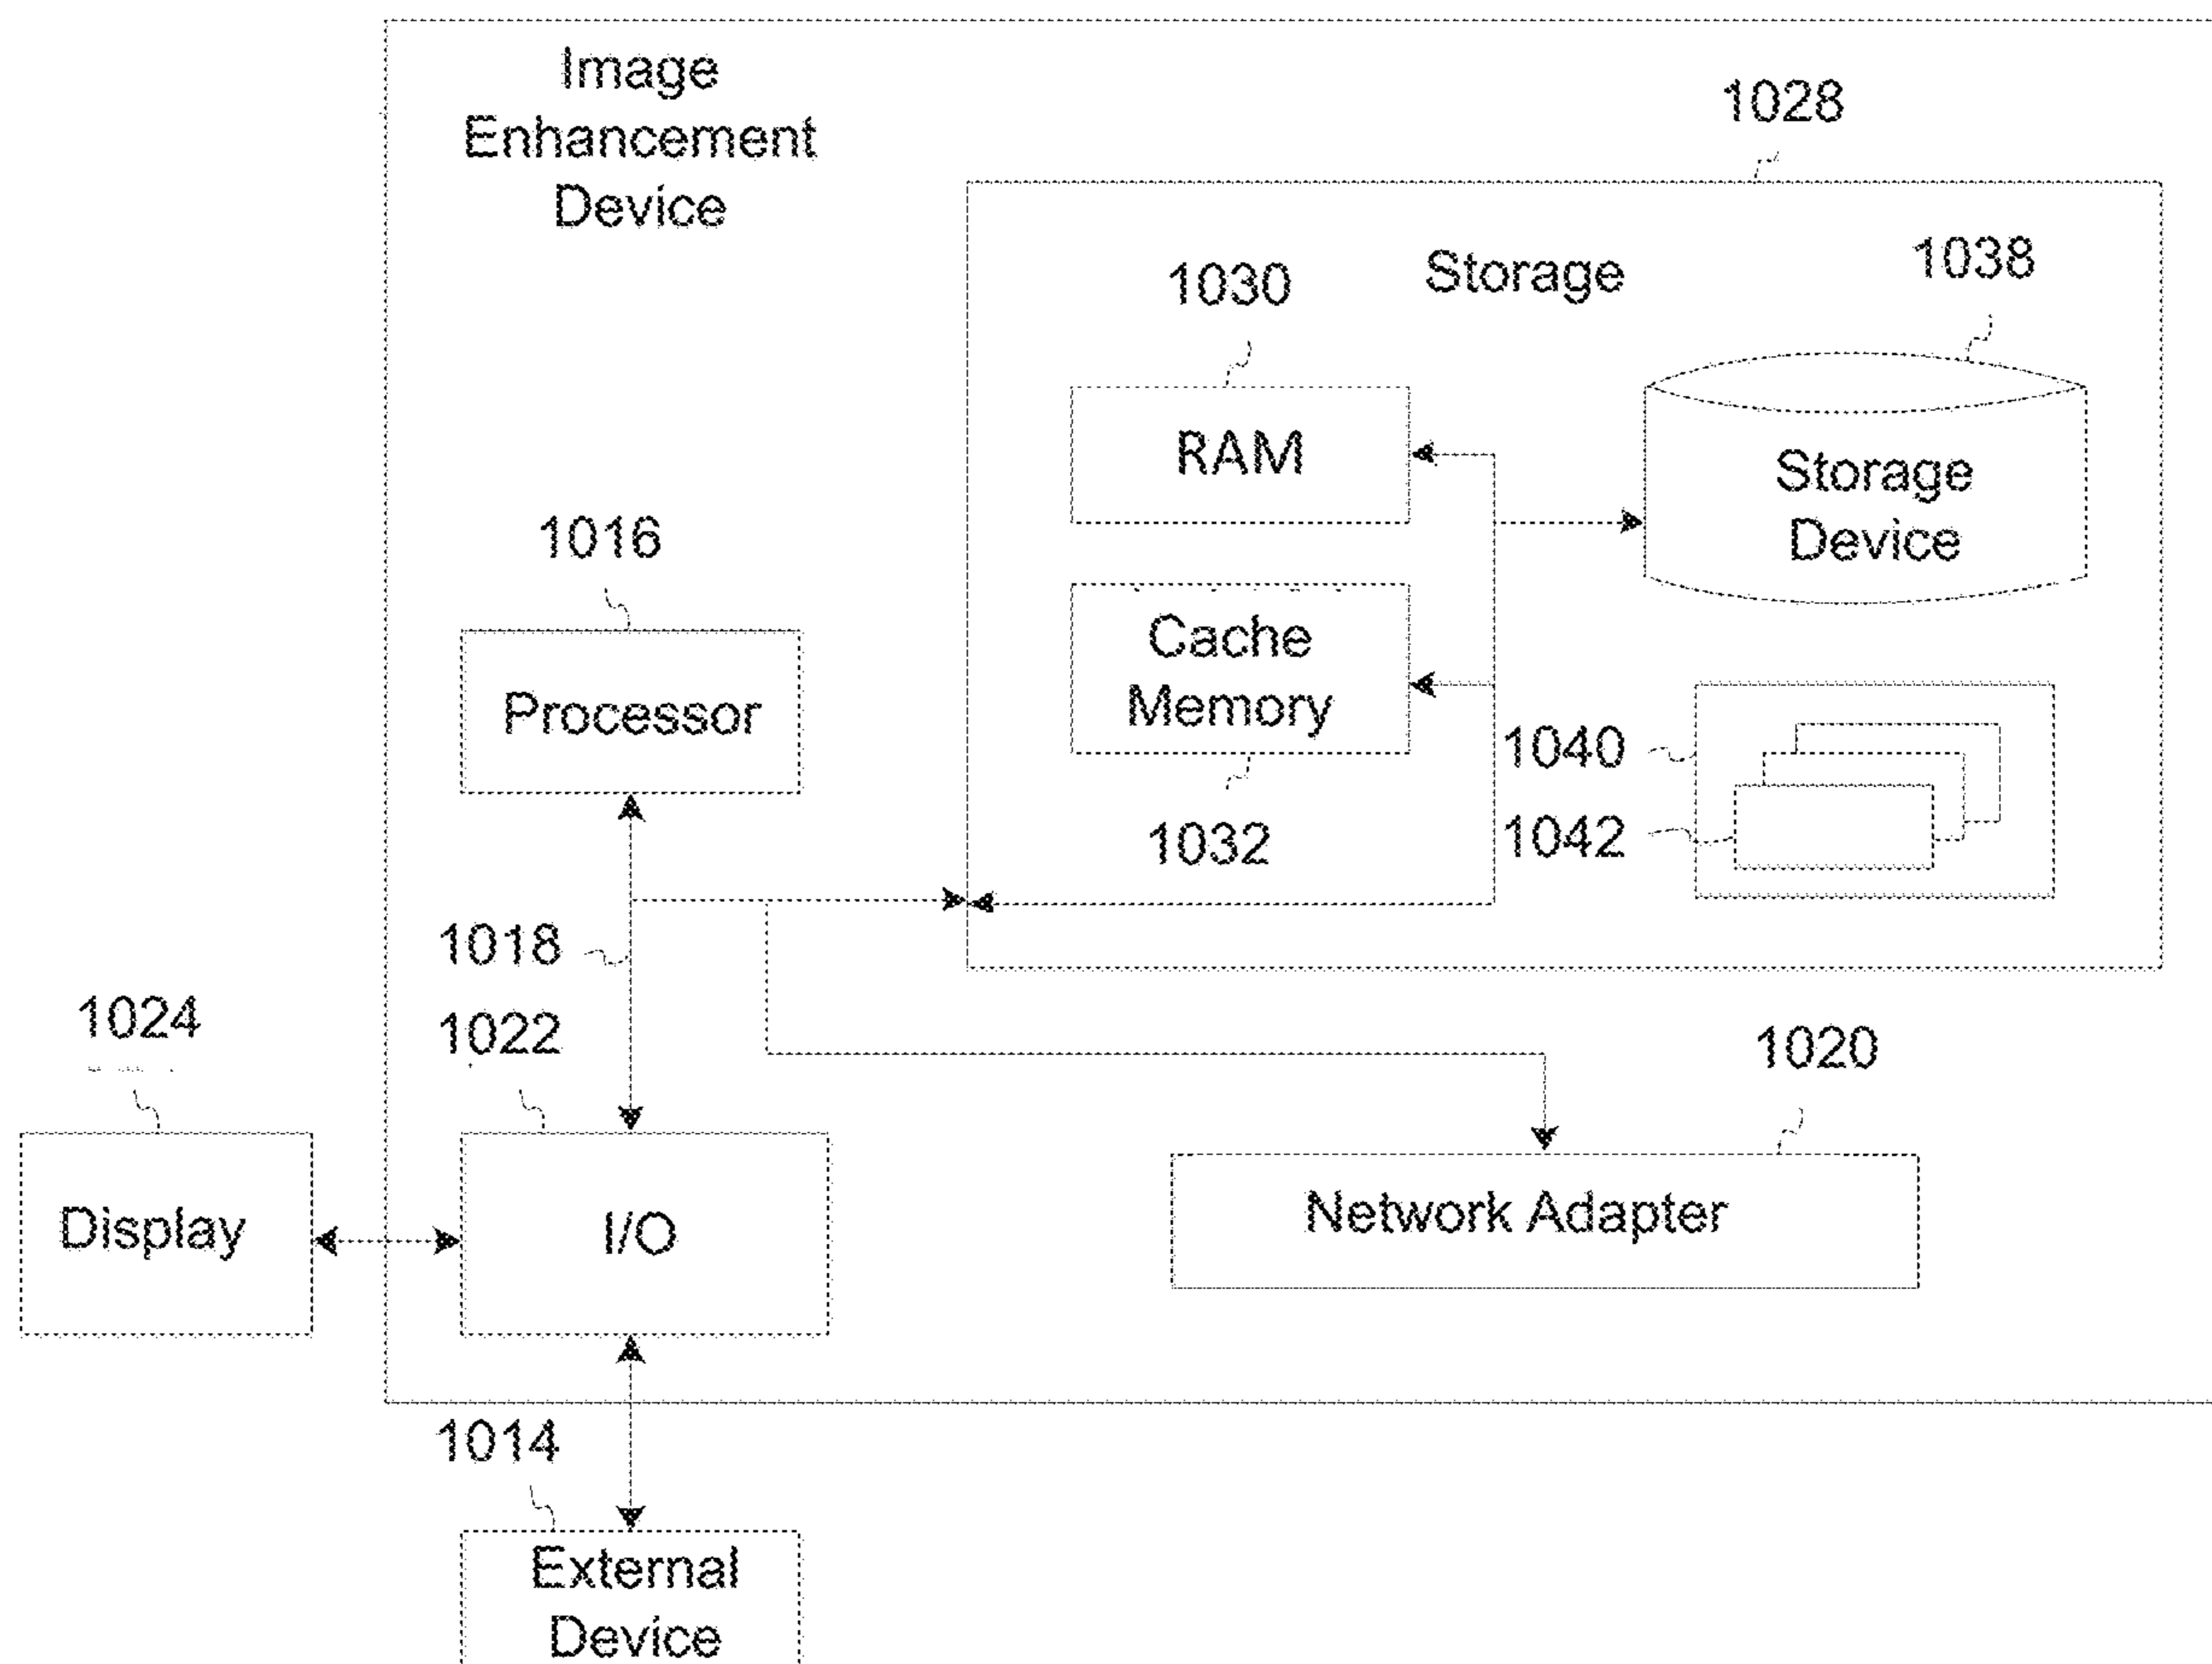 Image
Enhancement
Device
1028
Storage
1038
1030
RAM
Storage
Device
1016
Processor
Cache
Memory
1040
1042
1032
1018
1022
1024
1020
Display
I/O
Network Adapter
1014
External
Device